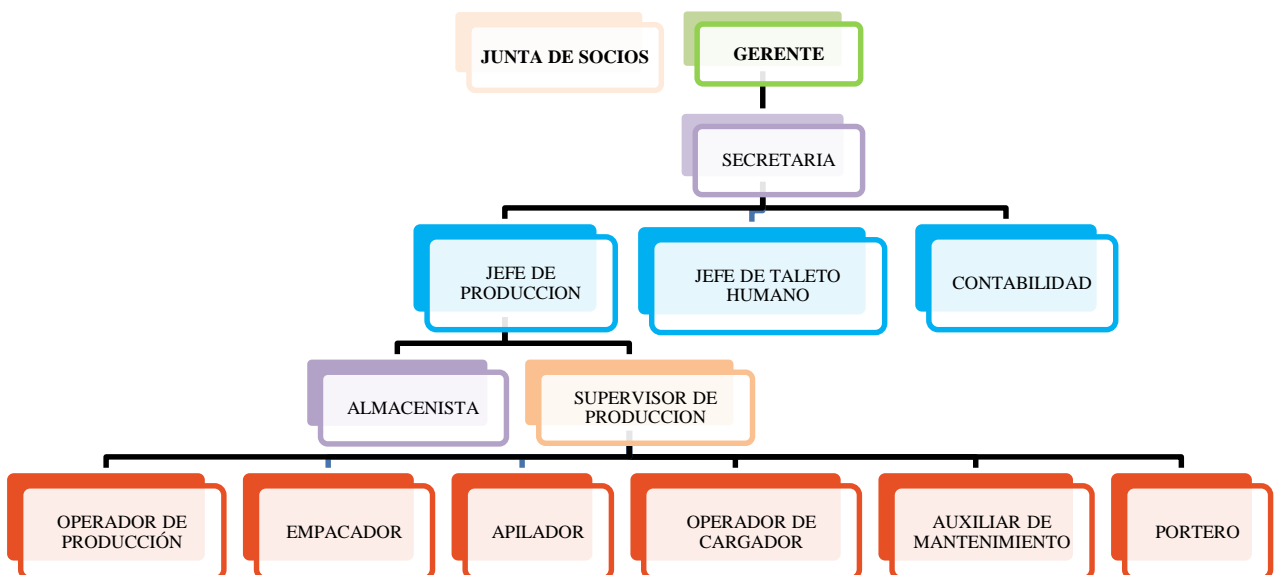 JUNTA DE SOCIOS
GERENTE
SECRETARIA
JEFE DE
PRODUCCION
JEFE DE TALETO
HUMANO
CONTABILIDAD
ALMACENISTA
SUPERVISOR DE
PRODUCCION
OPERADOR DE
PRODUCCIÓN
EMPACADOR
APILADOR
OPERADOR DE
CARGADOR
AUXILIAR DE
MANTENIMIENTO
PORTERO